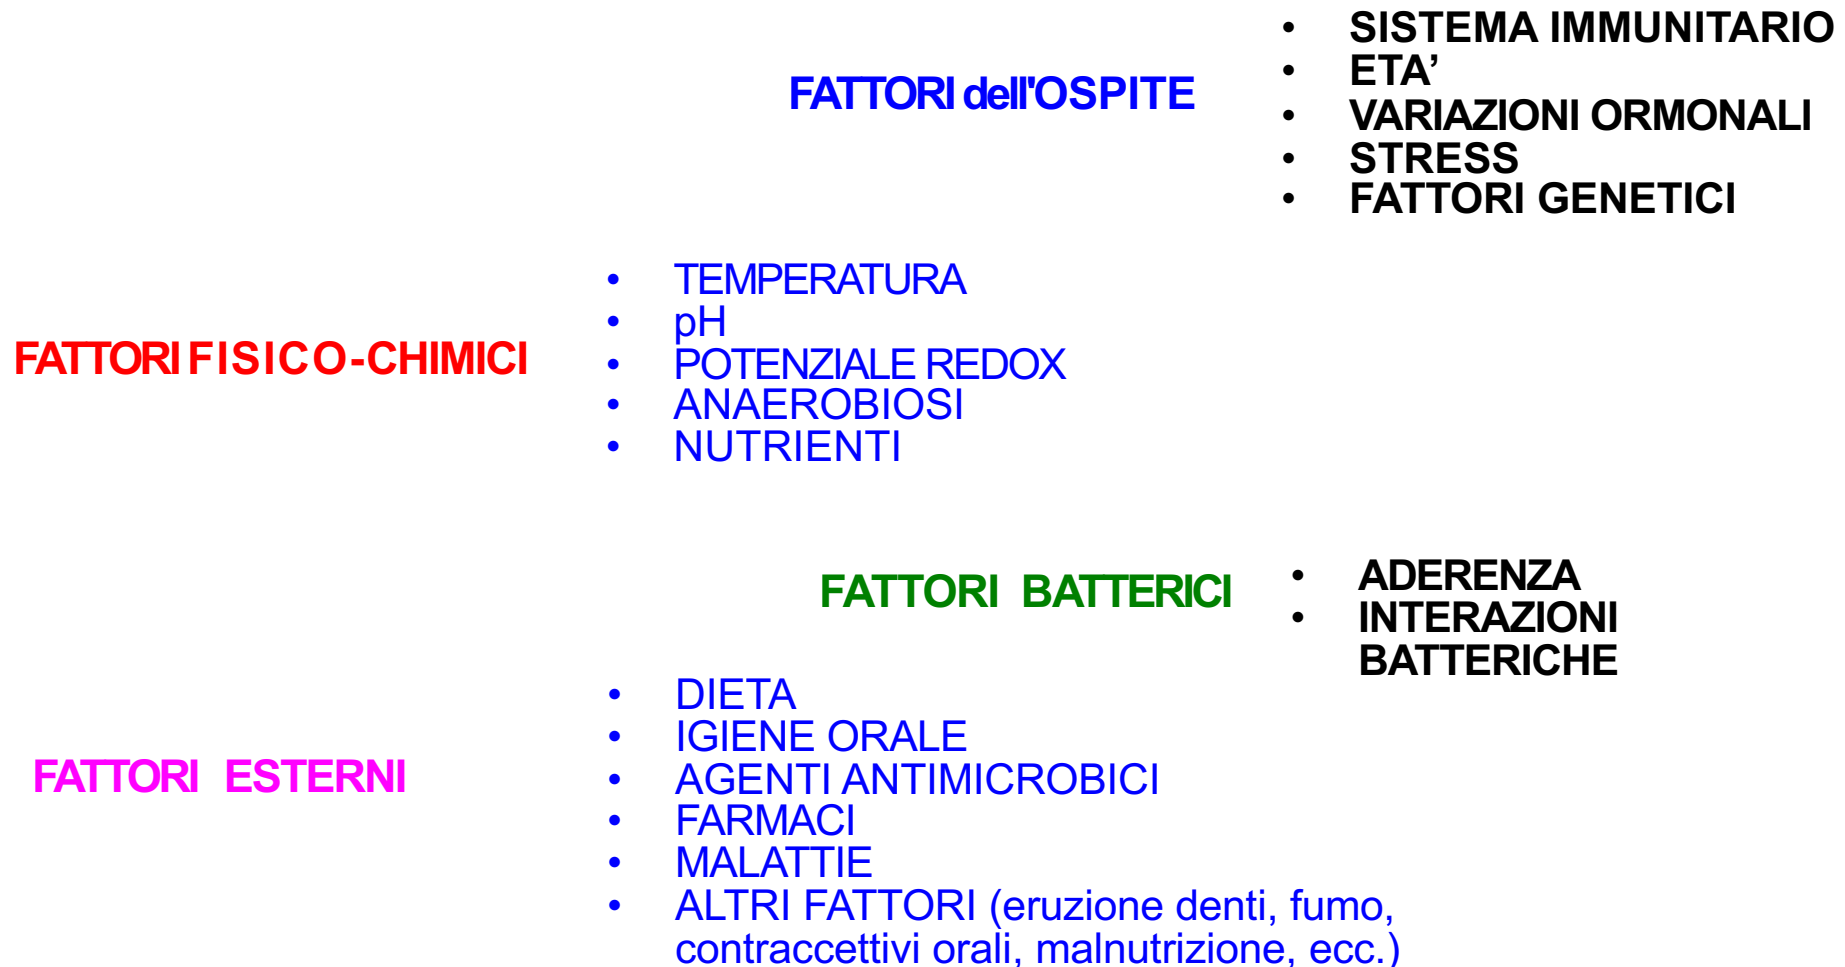 FATTORI dell'OSPITE
• SISTEMA IMMUNITARIO
• ETA’
• VARIAZIONI ORMONALI
• STRESS
• FATTORI GENETICI
FATTORI FISICO-CHIMICI
• TEMPERATURA
• pH
• POTENZIALE REDOX
• ANAEROBIOSI
• NUTRIENTI
FATTORI BATTERICI
• ADERENZA
• INTERAZIONI
BATTERICHE
FATTORI ESTERNI
• DIETA
• IGIENE ORALE
• AGENTI ANTIMICROBICI
• FARMACI
• MALATTIE
• ALTRI FATTORI (eruzione denti, fumo,
contraccettivi orali, malnutrizione, ecc.)